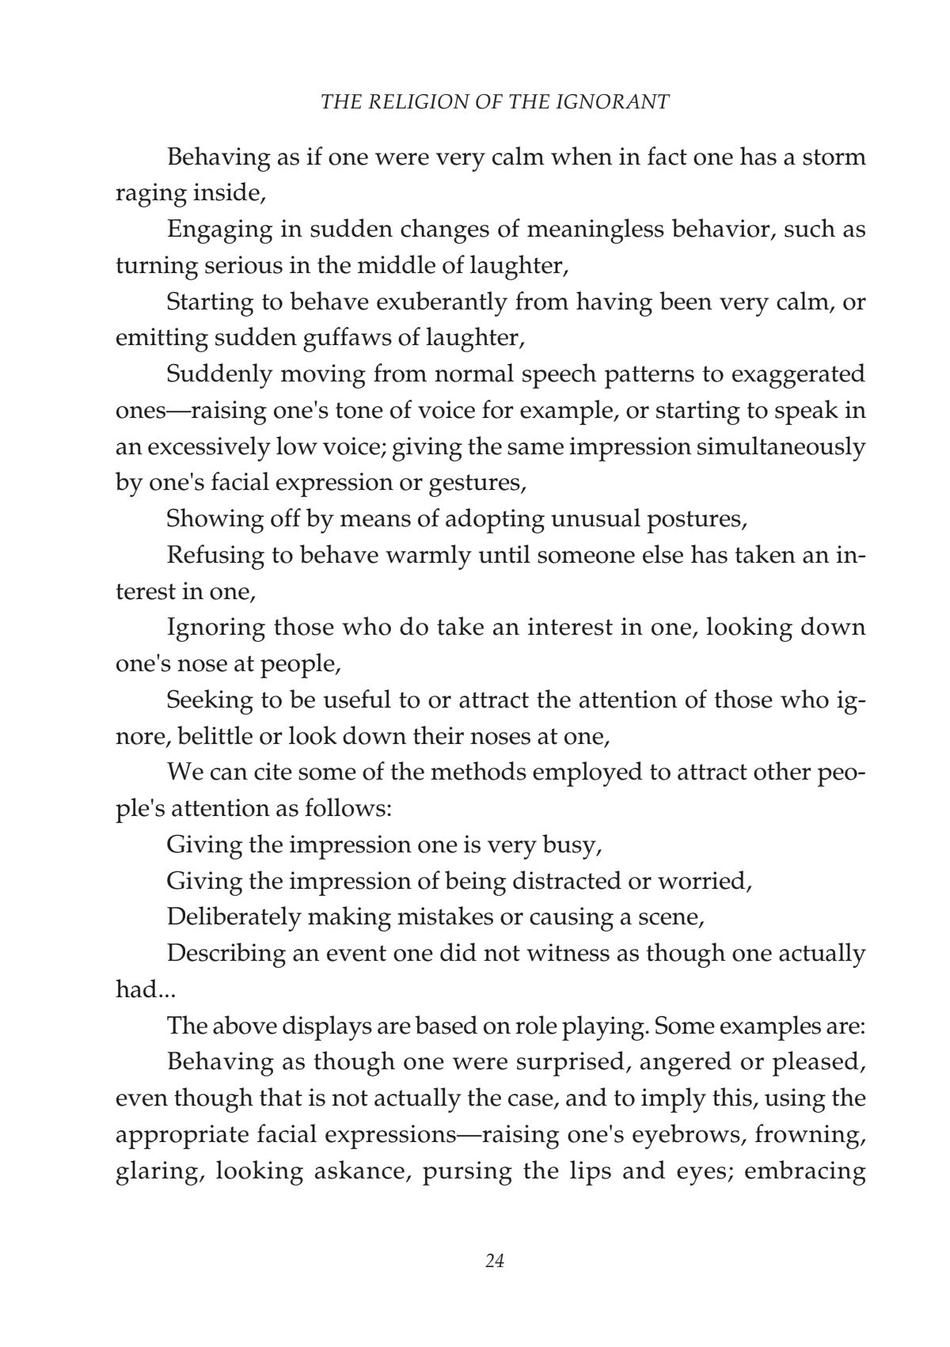 THE RELIGION OF THE IGNORANT
Behaving as if one were very calm when in fact one has a storm
raging inside,
Engaging in sudden changes of meaningless behavior, such as
turning serious in the middle of laughter,
Starting to behave exuberantly from having been very calm, or
emitting sudden guffaws of laughter,
Suddenly moving from normal speech patterns to exaggerated
ones—raising one's tone of voice for example, or starting to speak in
an excessively low voice; giving the same impression simultaneously
by one's facial expression or gestures,
Showing off by means of adopting unusual postures,
Refusing to behave warmly until someone else has taken an in-
terest in one,
Ignoring those who do take an interest in one, looking down
one's nose at people,
Seeking to be useful to or attract the attention of those who ig-
nore, belittle or look down their noses at one,
We can cite some of the methods employed to attract other peo-
ple's attention as follows:
Giving the impression one is very busy,
Giving the impression of being distracted or worried,
Deliberately making mistakes or causing a scene,
Describing an event one did not witness as though one actually
had...
The above displays are based on role playing. Some examples are:
Behaving as though one were surprised, angered or pleased,
even though that is not actually the case, and to imply this, using the
appropriate facial expressions—raising one's eyebrows, frowning,
glaring, looking askance, pursing the lips and eyes; embracing
24